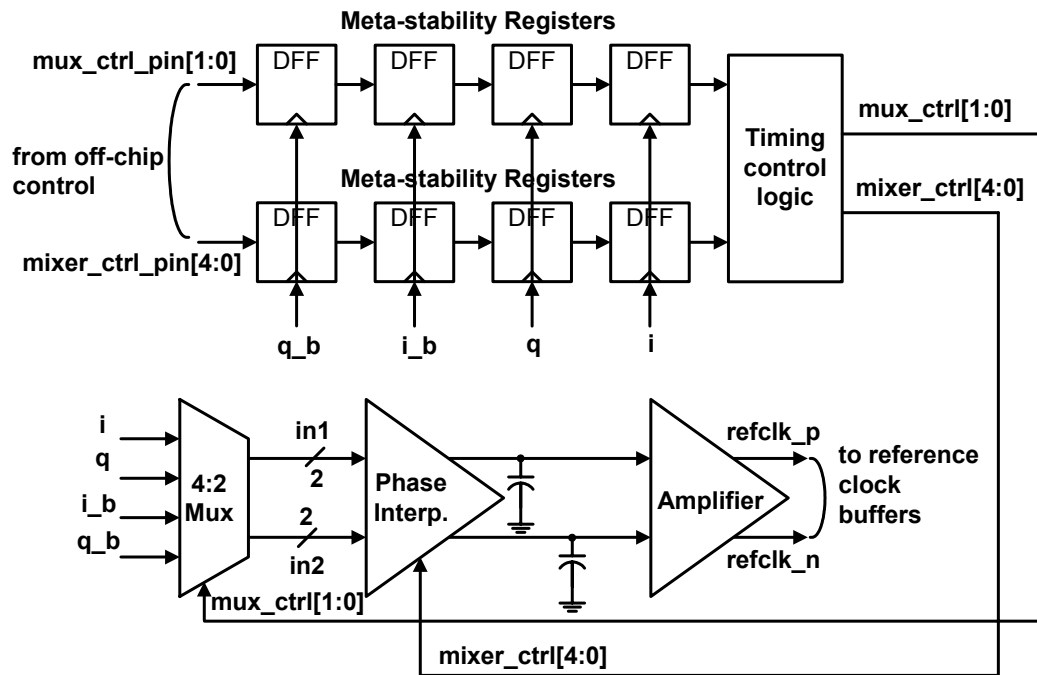 Meta-stability Registers
mux_ctrl_pin[1:0]
DFF
DFF
DFF
DFF
mux_ctrl[1:0]
from off-chip
control
Timing
control
logic
Meta-stability Registers
mixer_ctrl[4:0]
DFF
DFF
DFF
DFF
mixer_ctrl_pin[4:0]
q_b
i_b
q
i
i
q
i_b
q_b
4:2
Mux
in1
2
2
in2
Phase
Interp.
Amplifier
refclk_p
to reference
clock
buffers
refclk_n
mux_ctrl[1:0]
mixer_ctrl[4:0]